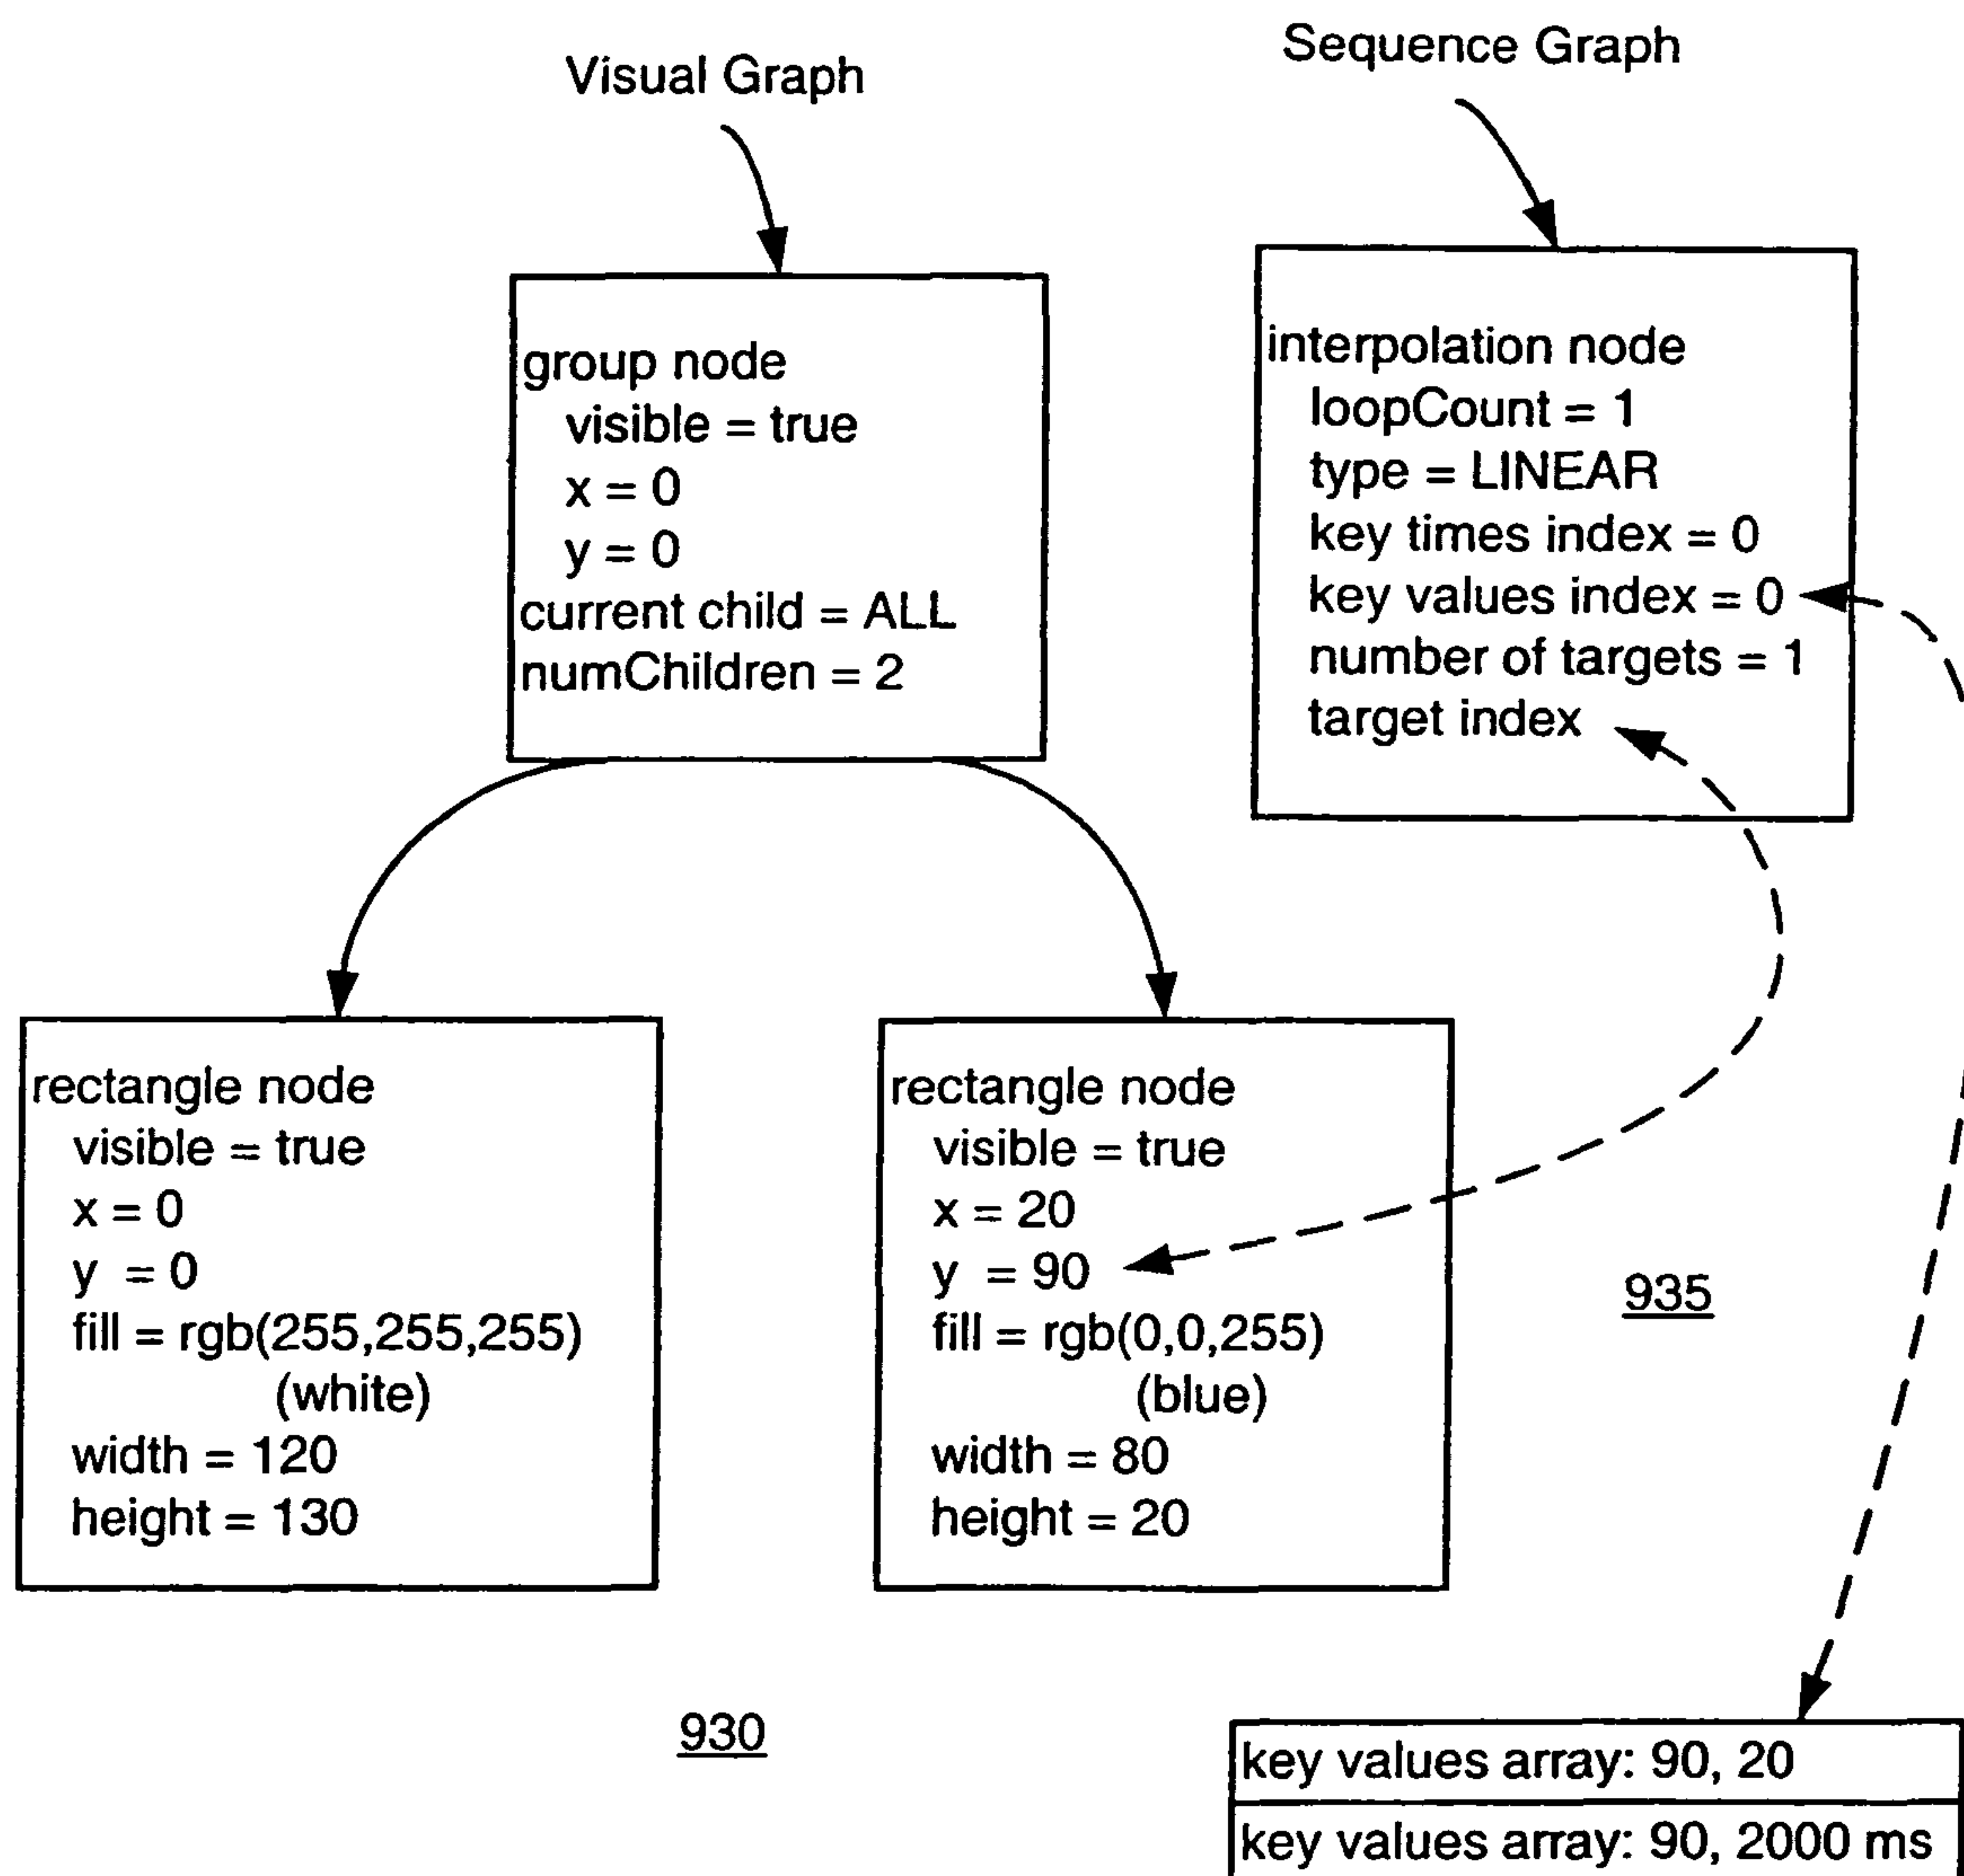 Visual Graph
Sequence Graph
group node
visible = true
x = 0
y = 0
current child = ALL
numChildren = 2
interpolation node
loopCount = 1
type = LINEAR
key times index = 0
key values index = 0
number of targets = 1
target index
rectangle node
visible = true
x = 0
y = 0
fill = rgb(255,255,255)
(white)
width = 120
height = 130
rectangle node
visible = true
x = 20
y = 90
fill = rgb(0,0,255)
(blue)
width = 80
height = 20
935
930
key values array: 90, 20
key values array: 90, 2000 ms